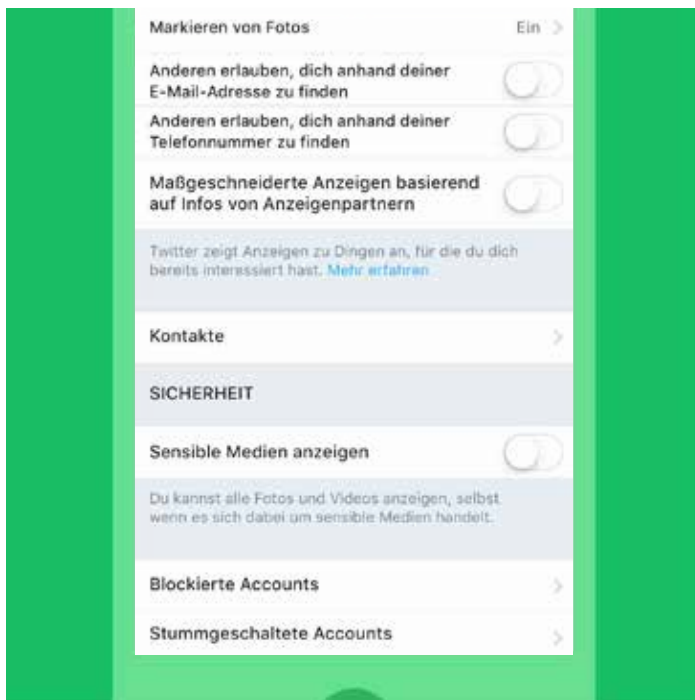 Markieren von Fotos Ein
Anderen erlauben, dich anhand deiner
E-Mail-Adresse zu finden
Anderen erlauben, dich anhand deiner
Telefonnummer zu finden
Maßgeschneiderte Anzeigen basierend
auf Infos von Anzeigenpartnern
Twitter zeigt Anzeigen zu Dingen an, für die du dich
bereits interessiert hast. Mehr erfahren
Kontakte
SICHERHEIT
Sensible Medien anzeigen
Du kannst alle Fotos und Videos anzeigen, selbst
wenn es sich dabei um sensible Medien handelt.
Blockierte Accounts
Stummgeschaltete Accounts